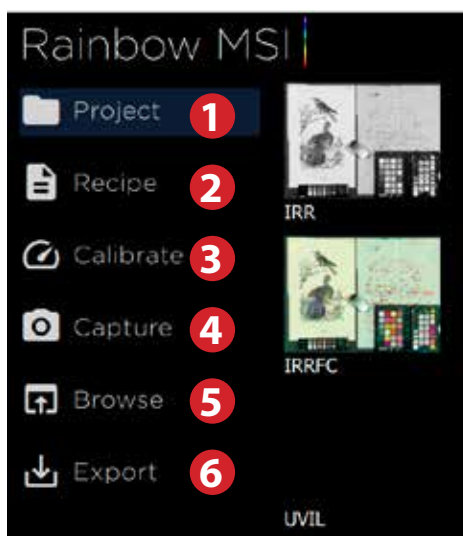 Rainbow MSI
Project 1
Recipe 2
Calibrate 3
Capture 4
Browse 5
Export 6
IRR
IRRFC
UVIL